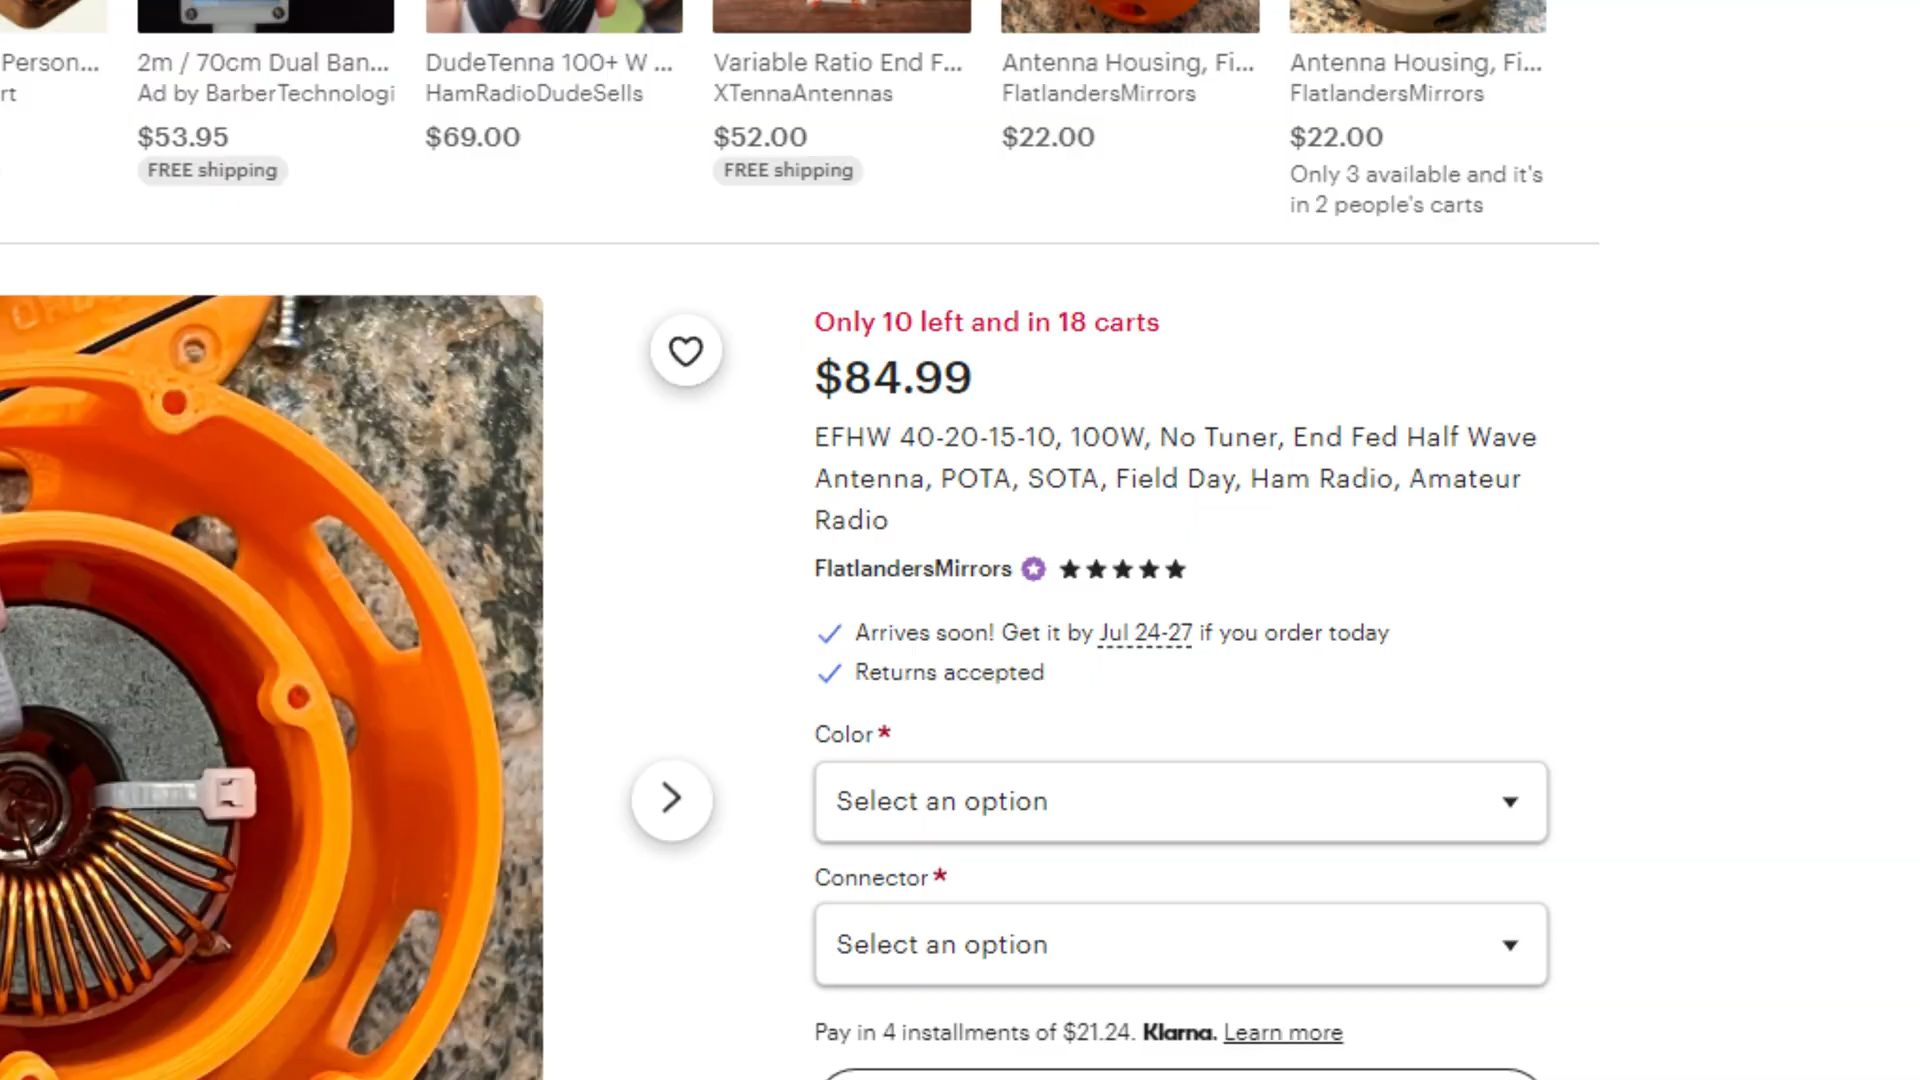 Person...
rt
2m / 70cm Dual Ban...
Ad by BarberTechnologi
$53.95
FREE shipping
DudeTenna 100+ W ...
HamRadioDudeSells
$69.00
Variable Ratio End F...
XTennaAntennas
$52.00
FREE shipping
Antenna Housing, Fi...
FlatlandersMirrors
$22.00
Antenna Housing, Fi...
FlatlandersMirrors
$22.00
Only 3 available and it's
in 2 people's carts
Only 10 left and in 18 carts
$84.99
EFHW 40-20-15-10, 100W, No Tuner, End Fed Half Wave
Antenna, POTA, SOTA, Field Day, Ham Radio, Amateur
Radio
FlatlandersMirrors
Arrives soon! Get it by Jul 24-27 if you order today
Returns accepted
Color *
Select an option
Connector *
Select an option
Pay in 4 installments of $21.24. Klarna. Learn more